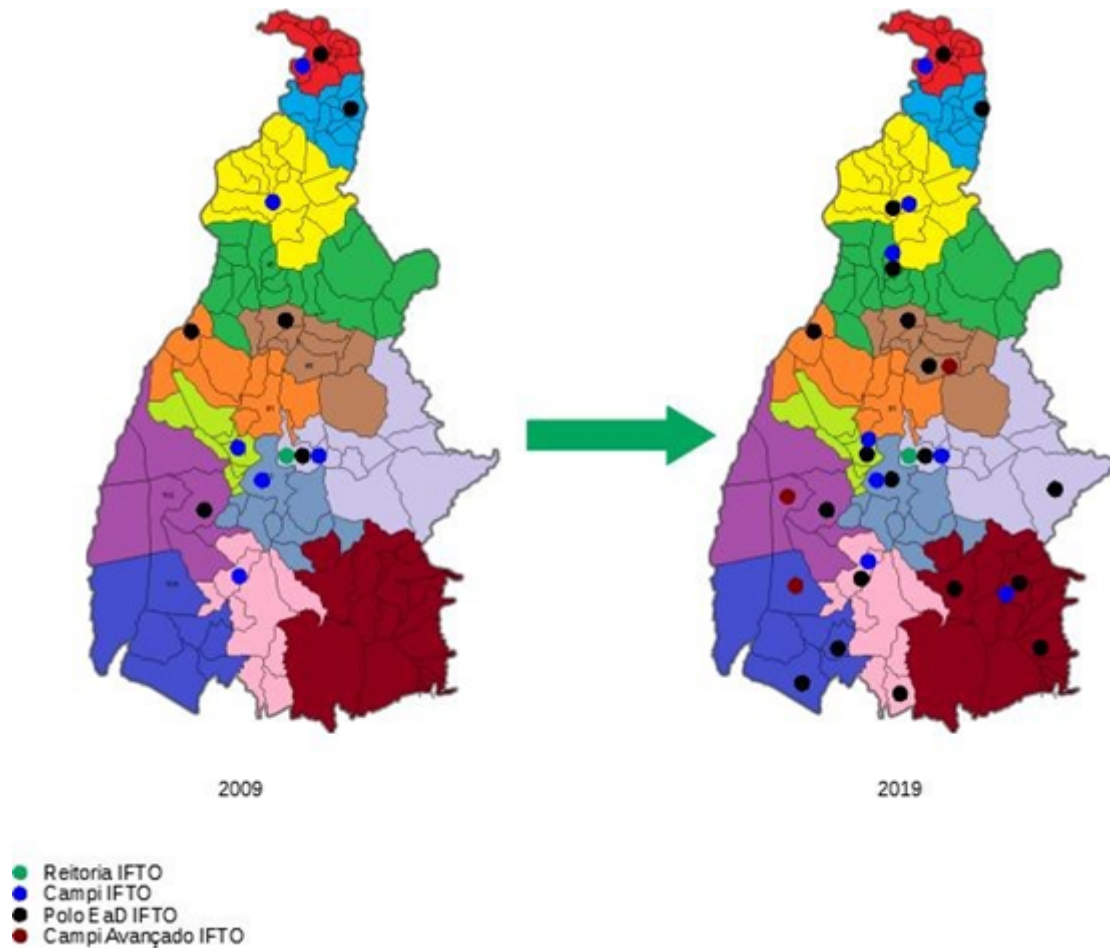 2009
2019
Reitoria IFTO
Campi IFTO
Polo EaD IFTO
Campi Avançado IFTO